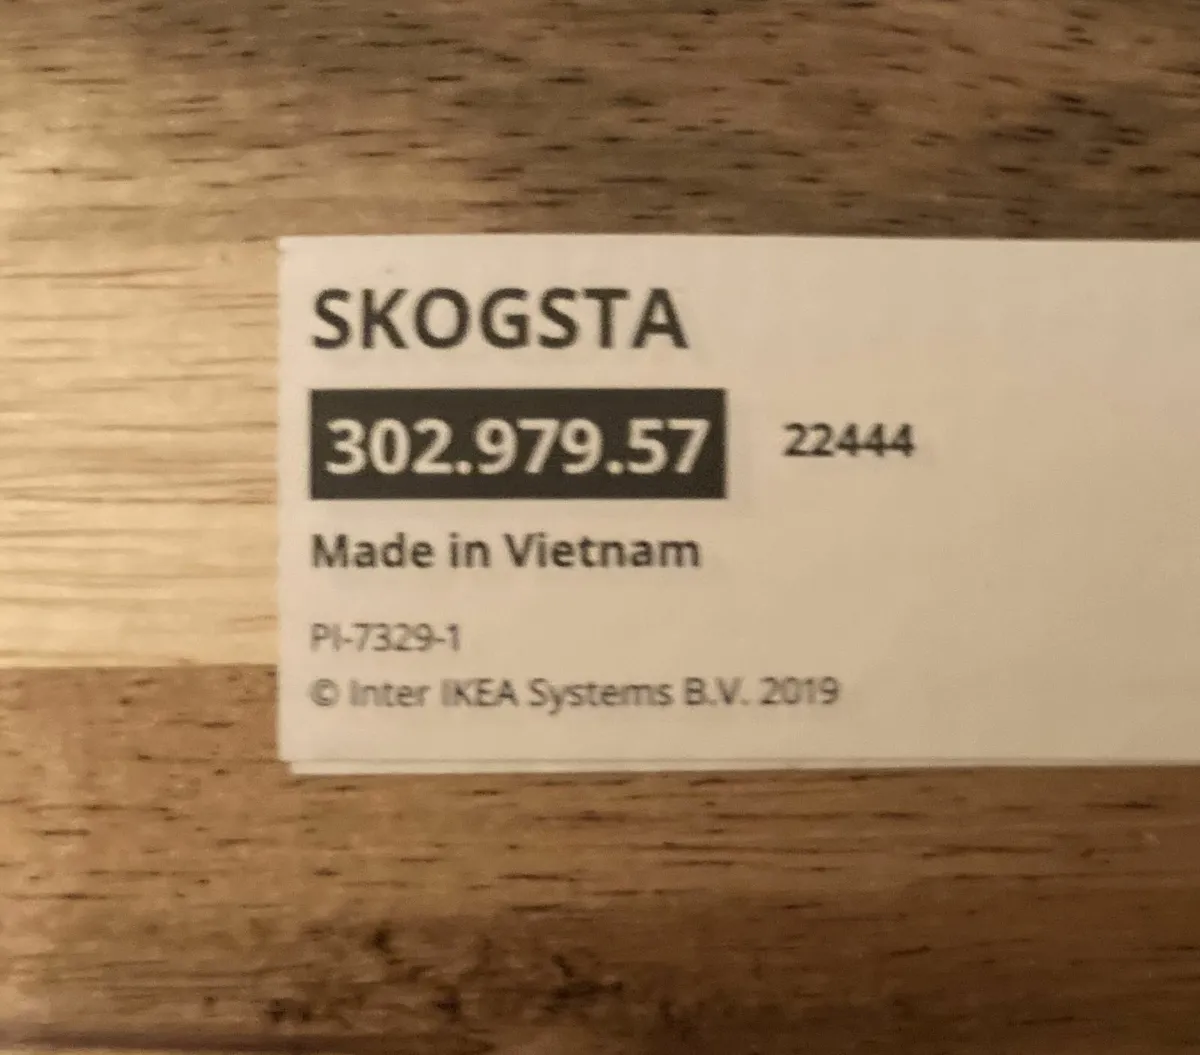 SKOGSTA
302.979.57 22444
Made in Vietnam
PI-7329-1
© Inter IKEA Systems B.V. 2019